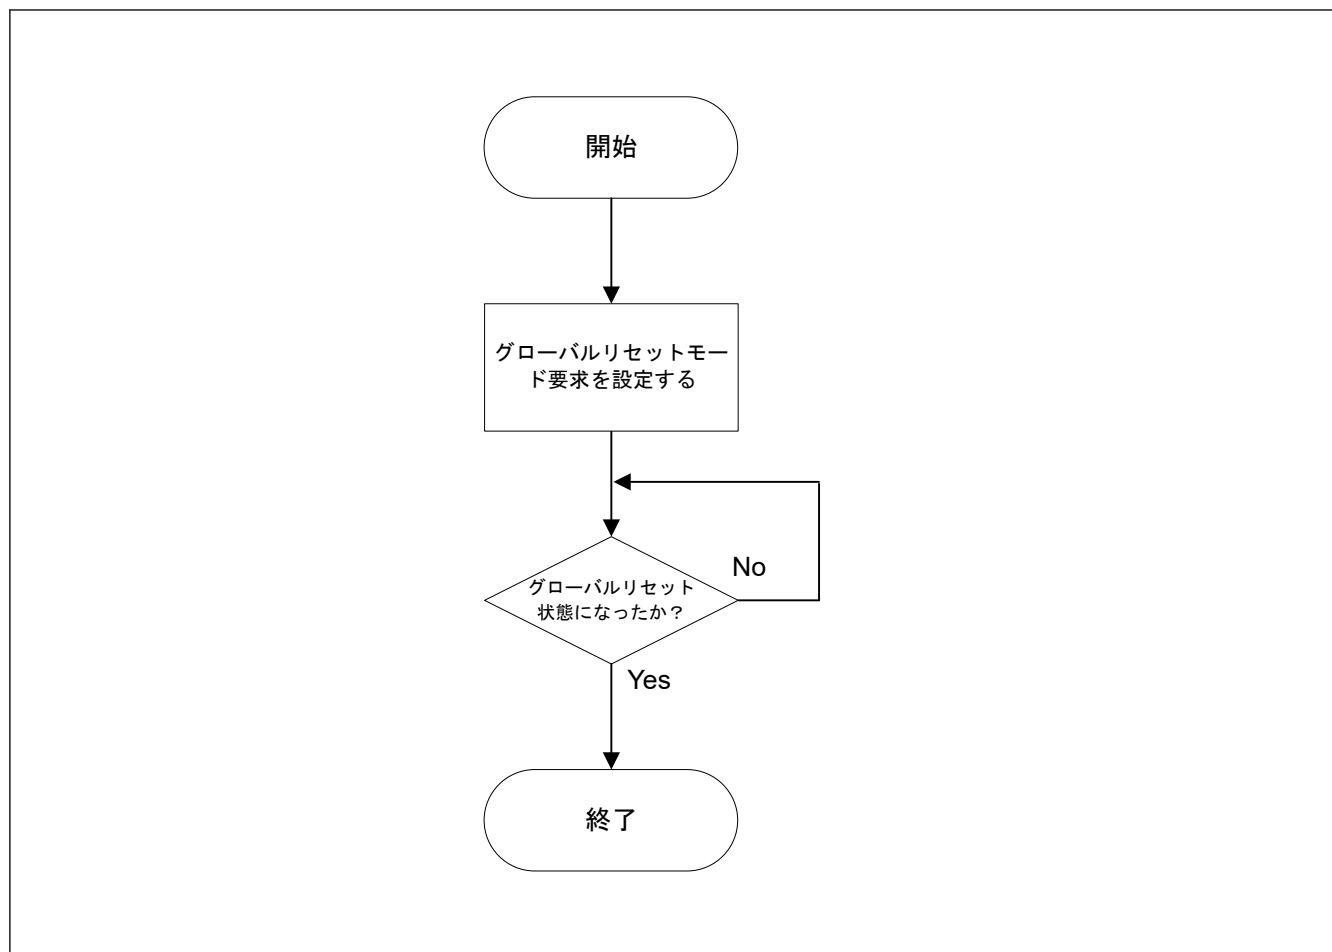 開始
グローバルリセットモー
ド要求を設定する
No
グローバルリセット
状態になったか？
Yes
終了